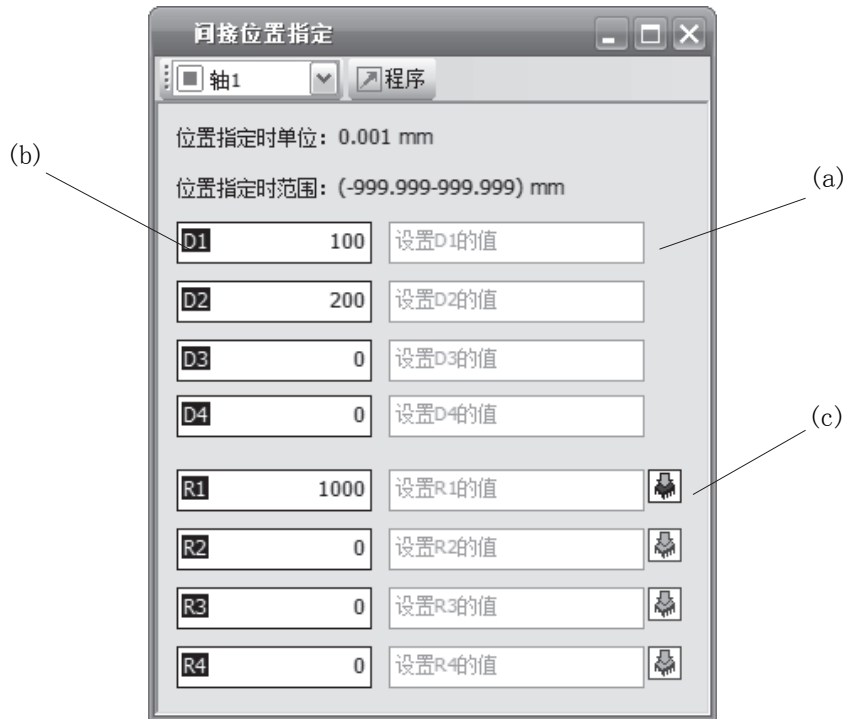 间接位置指定
轴1 程序
位置指定时单位：0.001 mm
(b)
(a)
位置指定时范围：(-999.999-999.999) mm
D1 100 设置D1的值
D2 200 设置D2的值
D3 0 设置D3的值
D4 0 设置D4的值
(c)
R1 1000 设置R1的值
R2 0 设置R2的值
R3 0 设置R3的值
R4 0 设置R4的值